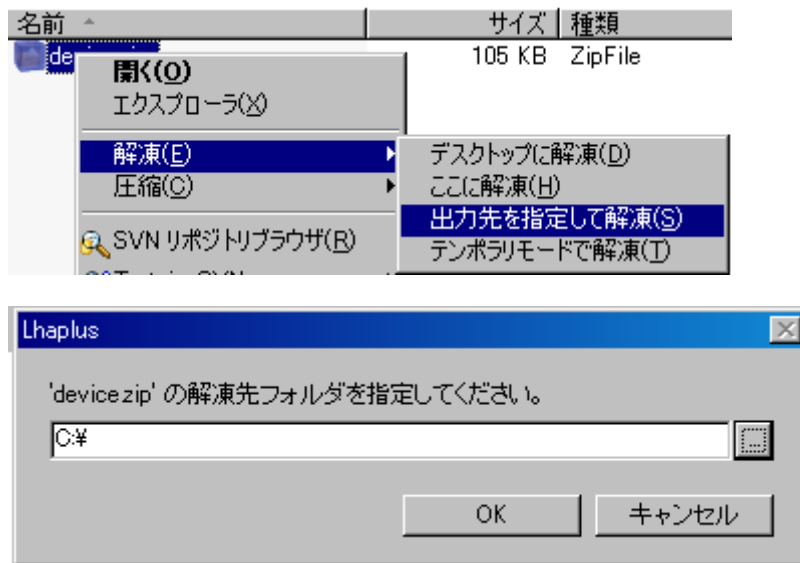 名前 サイズ 種類
de 105 KB ZipFile
開く(O)
エクスプローラ(X)
解凍(E) デスクトップに解凍(D)
圧縮(C) ここに解凍(H)
出力先を指定して解凍(S)
SVN リポジトリブラウザ(R) テンポラリモードで解凍(T)
Lhaplus
'device.zip' の解凍先フォルダを指定してください。
C:¥
...
OK キャンセル